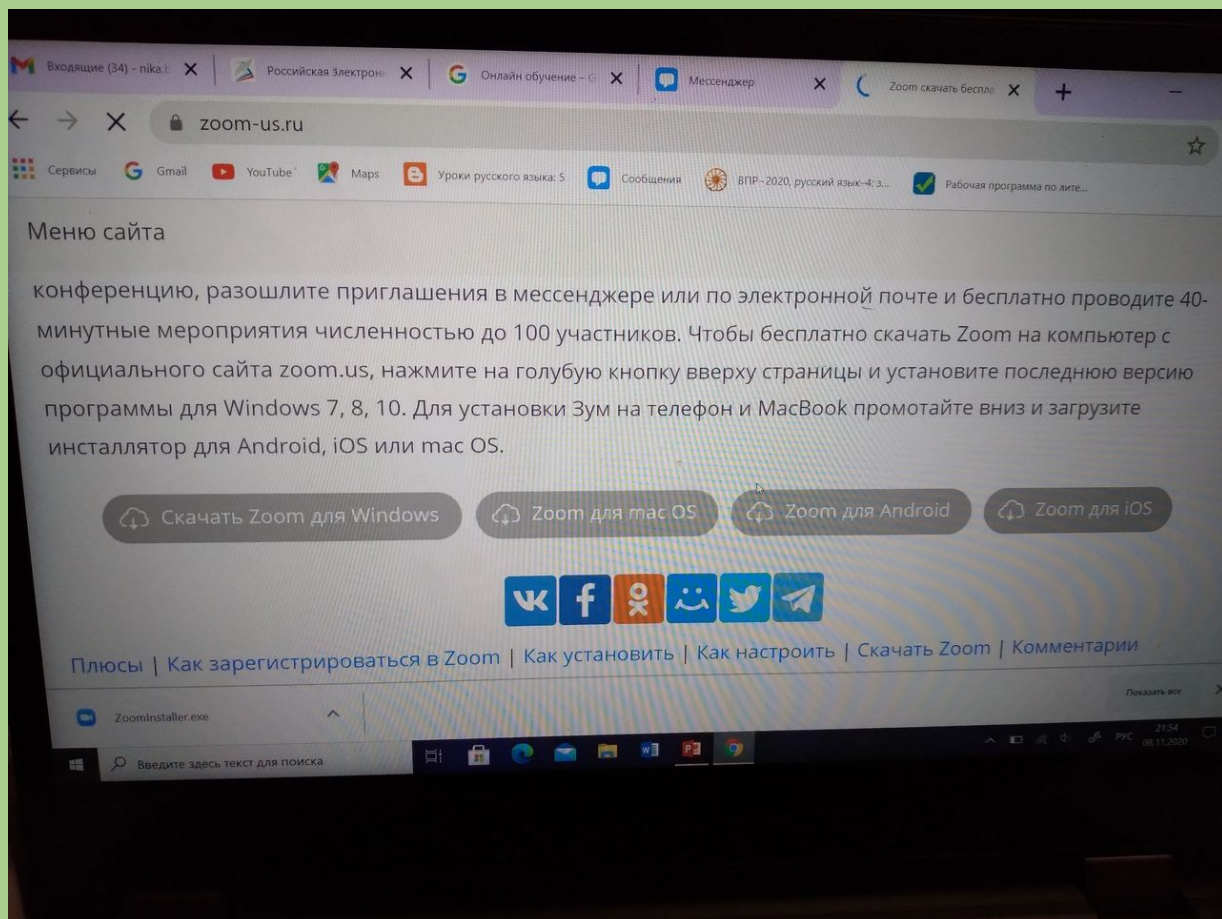 Входящие (34) - nika.b
Российская Электрон
Онлайн обучение – G
Мессенджер
Zoom скачать беспла
zoom-us.ru
Сервисы
Gmail
YouTube
Maps
Уроки русского языка: 5
Сообщения
ВПР-2020, русский язык-4: з...
Рабочая программа по лите...
Меню сайта
конференцию, разошлите приглашения в мессенджере или по электронной почте и бесплатно проводите 40-
минутные мероприятия численностью до 100 участников. Чтобы бесплатно скачать Zoom на компьютер с
официального сайта zoom.us, нажмите на голубую кнопку вверху страницы и установите последнюю версию
программы для Windows 7, 8, 10. Для установки Зум на телефон и MacBook промотайте вниз и загрузите
инсталлятор для Android, iOS или mac OS.
Скачать Zoom для Windows
Zoom для mac OS
Zoom для Android
Zoom для iOS
Плюсы | Как зарегистрироваться в Zoom | Как установить | Как настроить | Скачать Zoom | Комментарии
ZoomInstaller.exe
Показать все
Введите здесь текст для поиска
РУС
21:54
08.11.2020